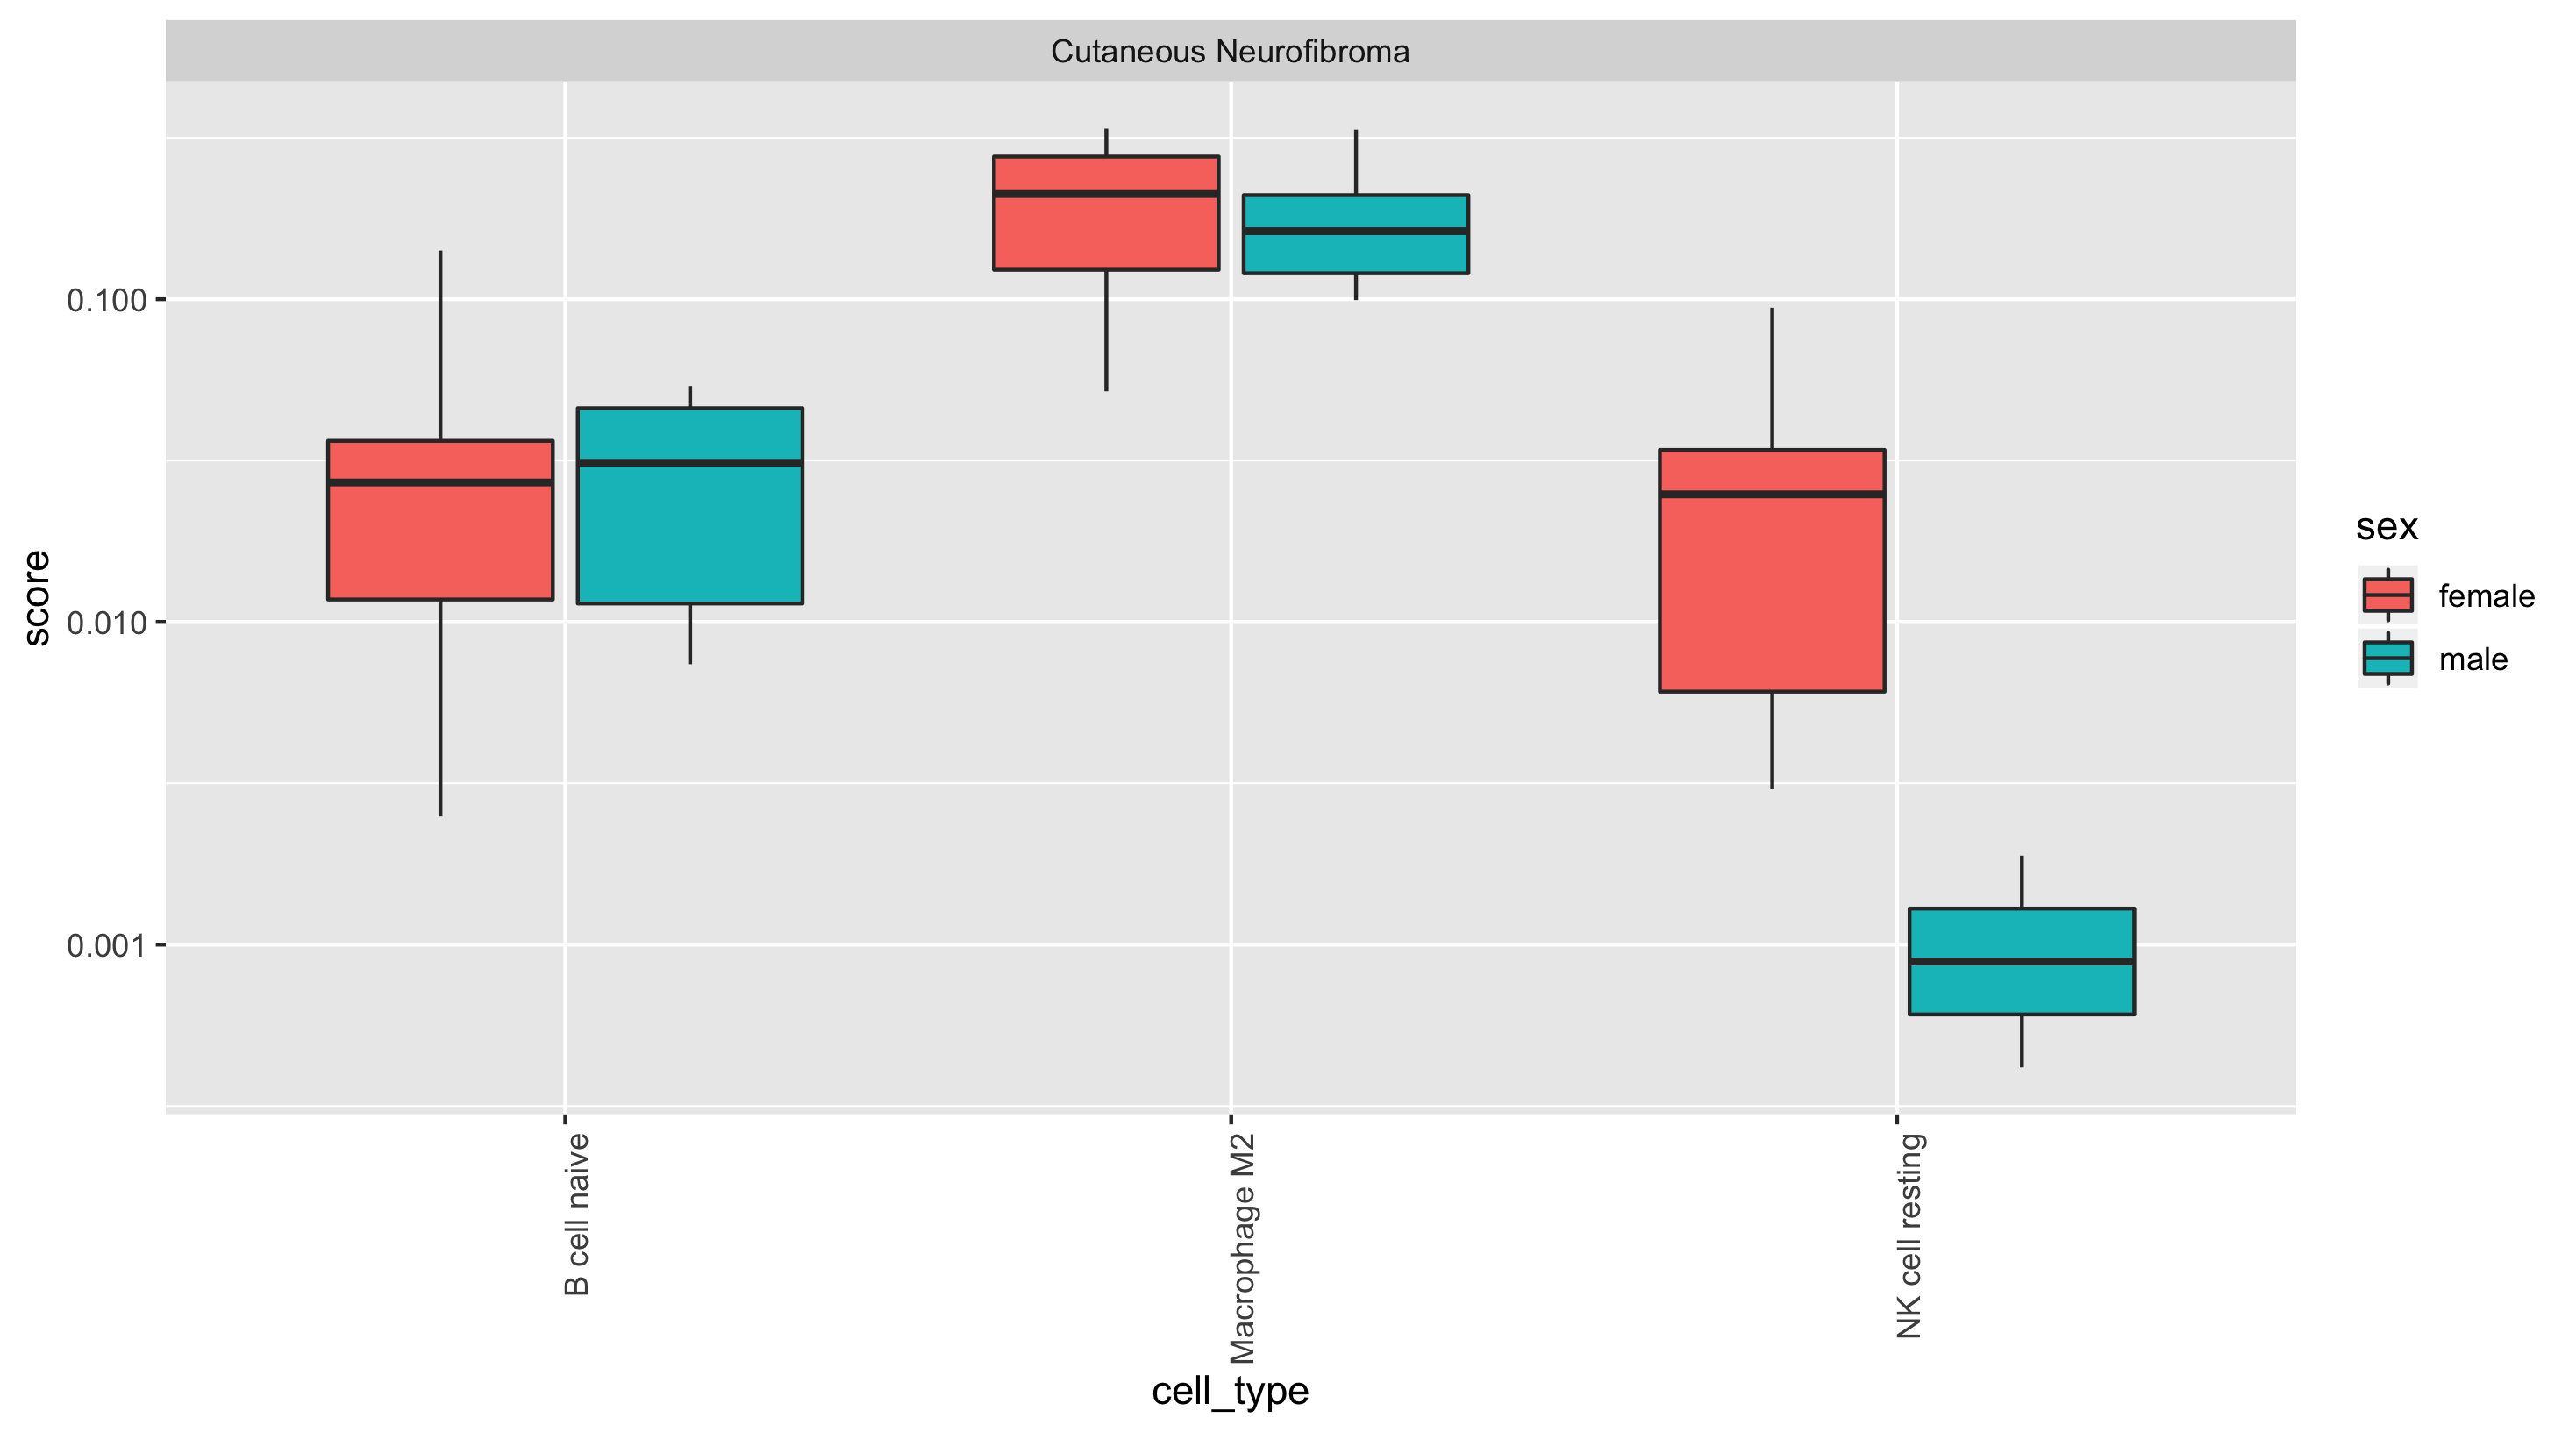 Cutaneous Neurofibroma
score
0.100
0.010
0.001
B cell naive
Macrophage M2
NK cell resting
cell_type
sex
female
male